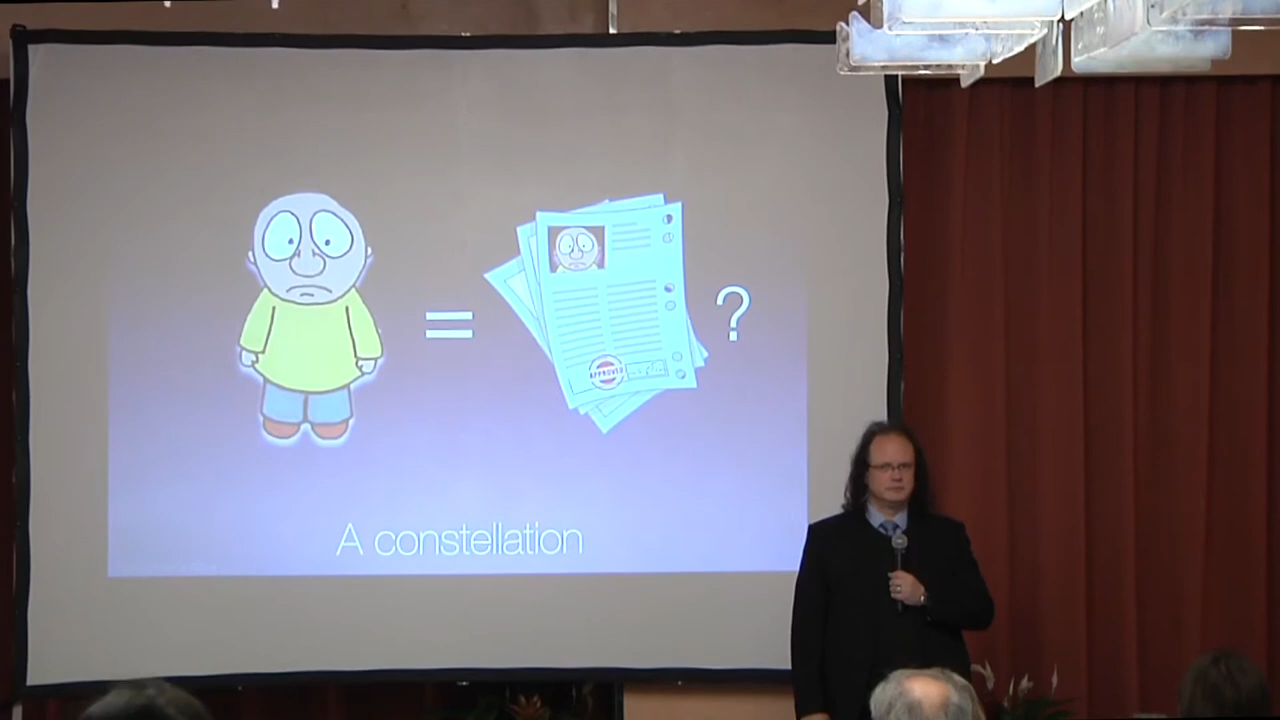 = ?
APPROVED
A constellation